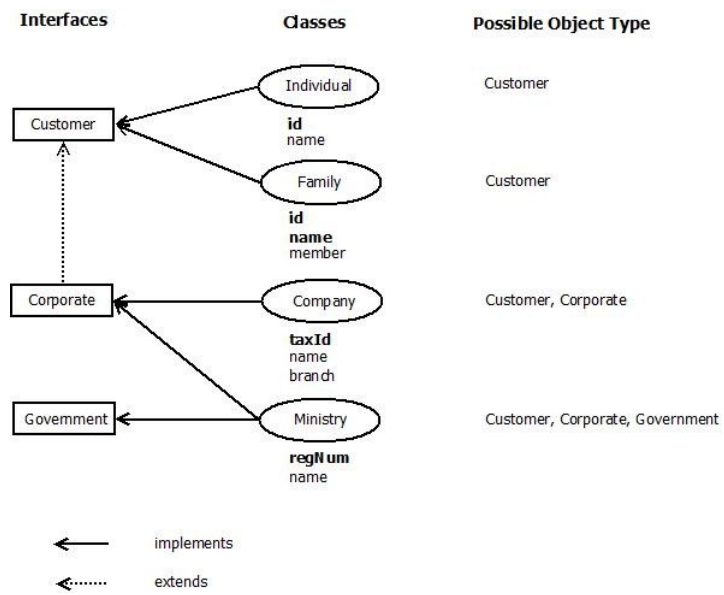 Interfaces Classes Possible Object Type
Individual Customer
Customer
id
name
Family Customer
id
name
member
Corporate Company Customer, Corporate
taxId
name
branch
Government Ministry Customer, Corporate, Government
regNum
name
implements
extends